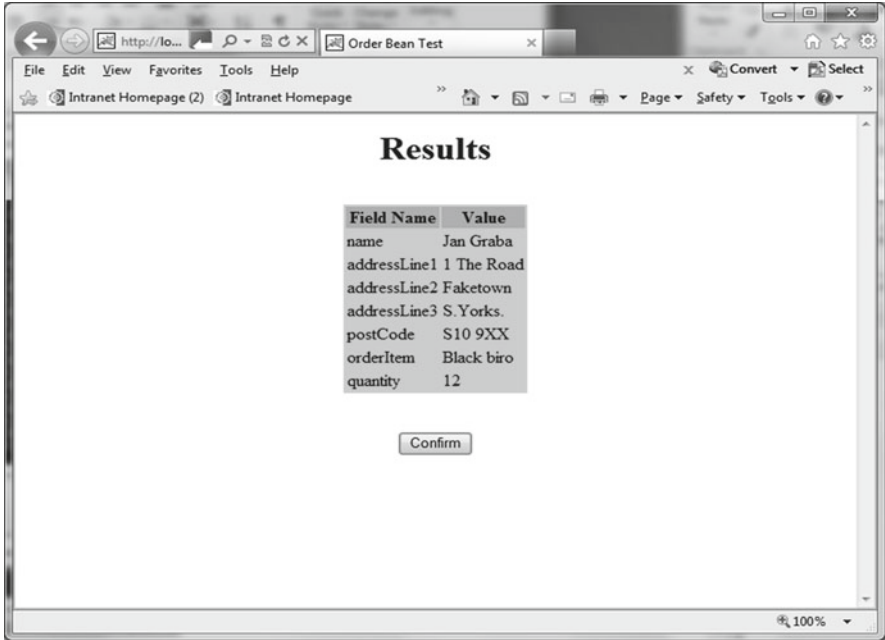 http://lo...
Order Bean Test
File Edit View Favorites Tools Help
Convert Select
Intranet Homepage (2) Intranet Homepage
Page Safety Tools
Results
Field Name Value
name Jan Graba
addressLine1 1 The Road
addressLine2 Faketown
addressLine3 S.Yorks.
postCode S10 9XX
orderItem Black biro
quantity 12
Confirm
100%